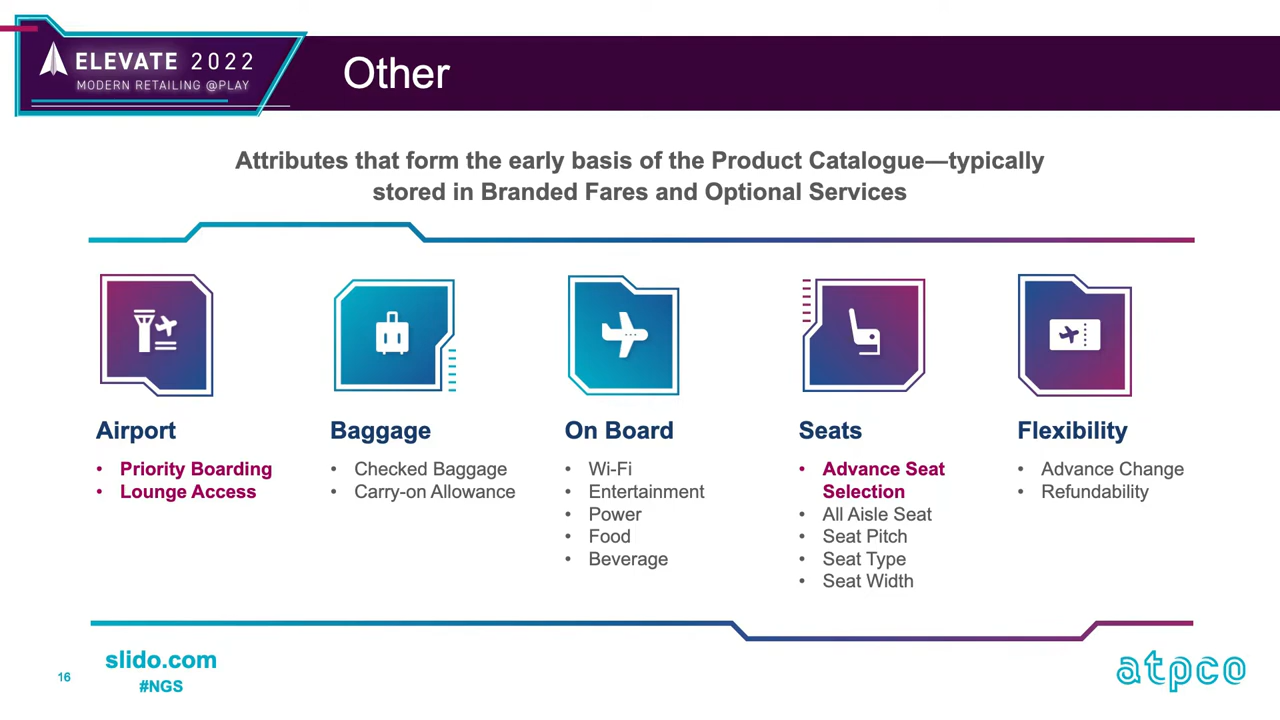 ELEVATE 2022
MODERN RETAILING @PLAY
Other
Attributes that form the early basis of the Product Catalogue—typically
stored in Branded Fares and Optional Services
Airport
• Priority Boarding
• Lounge Access
Baggage
• Checked Baggage
• Carry-on Allowance
On Board
• Wi-Fi
• Entertainment
• Power
• Food
• Beverage
Seats
• Advance Seat
Selection
• All Aisle Seat
• Seat Pitch
• Seat Type
• Seat Width
Flexibility
• Advance Change
• Refundability
16
slido.com
#NGS
atpco